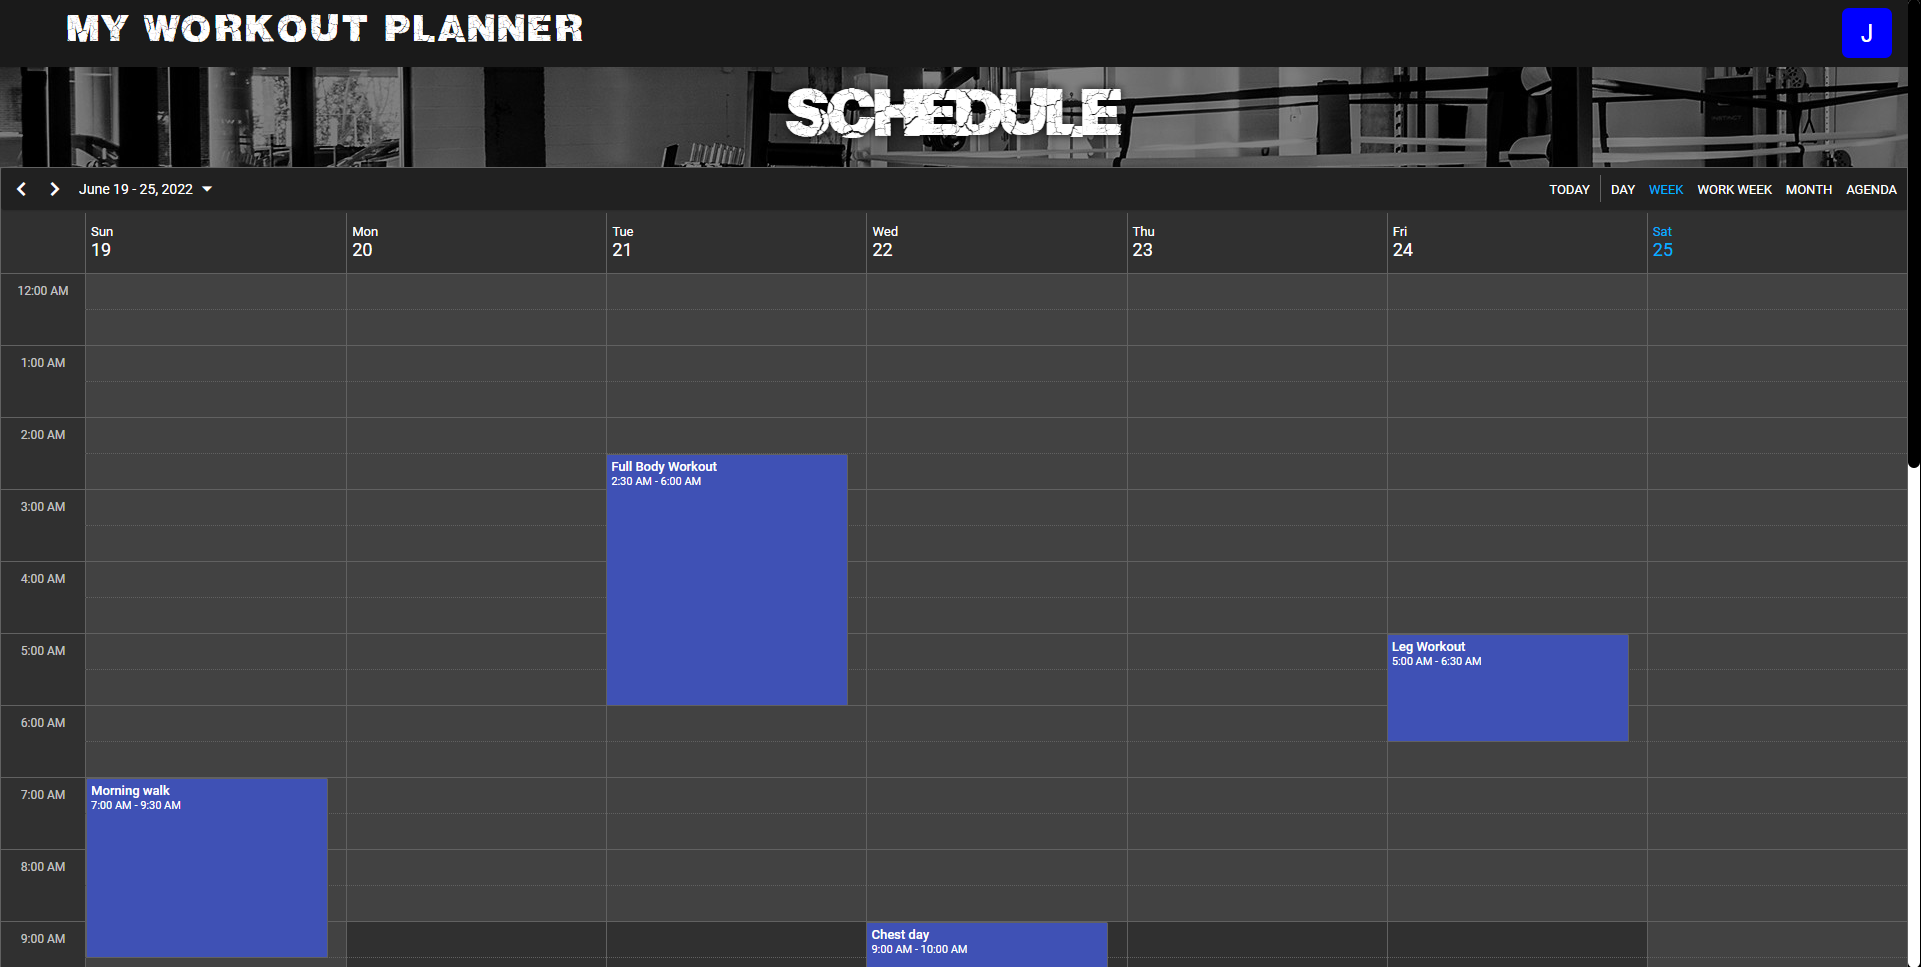 MY WORKOUT PLANNER
J
SCHEDULE
June 19 - 25, 2022
TODAY DAY WEEK WORK WEEK MONTH AGENDA
Sun Mon Tue Wed Thu Fri Sat
19 20 21 22 23 24 25
12:00 AM
1:00 AM
2:00 AM
Full Body Workout
2:30 AM - 6:00 AM
3:00 AM
4:00 AM
5:00 AM
Leg Workout
5:00 AM - 6:30 AM
6:00 AM
7:00 AM
Morning walk
7:00 AM - 9:30 AM
8:00 AM
9:00 AM
Chest day
9:00 AM - 10:00 AM